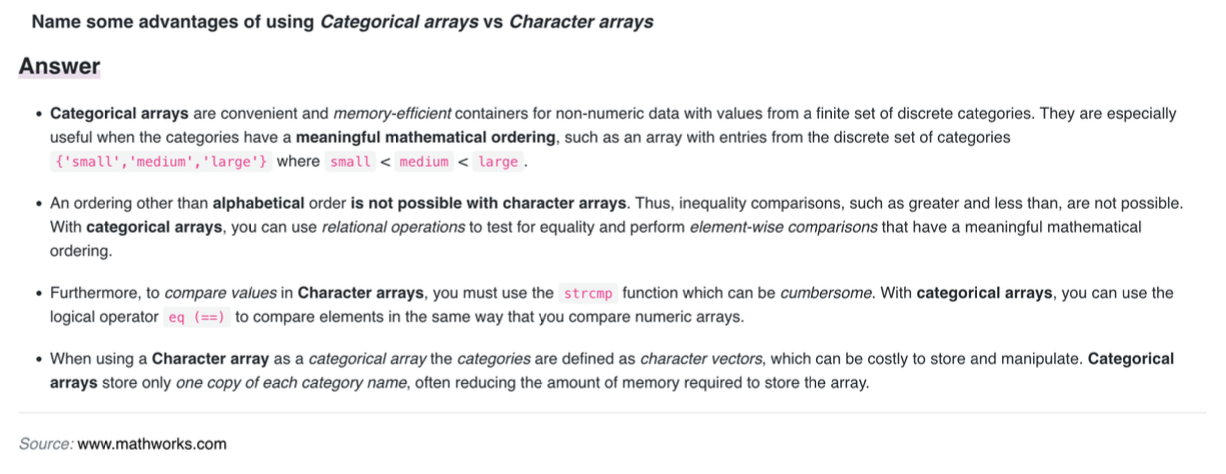 Name some advantages of using Categorical arrays vs Character arrays
Answer
• Categorical arrays are convenient and memory-efficient containers for non-numeric data with values from a finite set of discrete categories. They are especially
useful when the categories have a meaningful mathematical ordering, such as an array with entries from the discrete set of categories
{'small','medium','large'} where small < medium < large .
• An ordering other than alphabetical order is not possible with character arrays. Thus, inequality comparisons, such as greater and less than, are not possible.
With categorical arrays, you can use relational operations to test for equality and perform element-wise comparisons that have a meaningful mathematical
ordering.
• Furthermore, to compare values in Character arrays, you must use the strcmp function which can be cumbersome. With categorical arrays, you can use the
logical operator eq (==) to compare elements in the same way that you compare numeric arrays.
• When using a Character array as a categorical array the categories are defined as character vectors, which can be costly to store and manipulate. Categorical
arrays store only one copy of each category name, often reducing the amount of memory required to store the array.
Source: www.mathworks.com